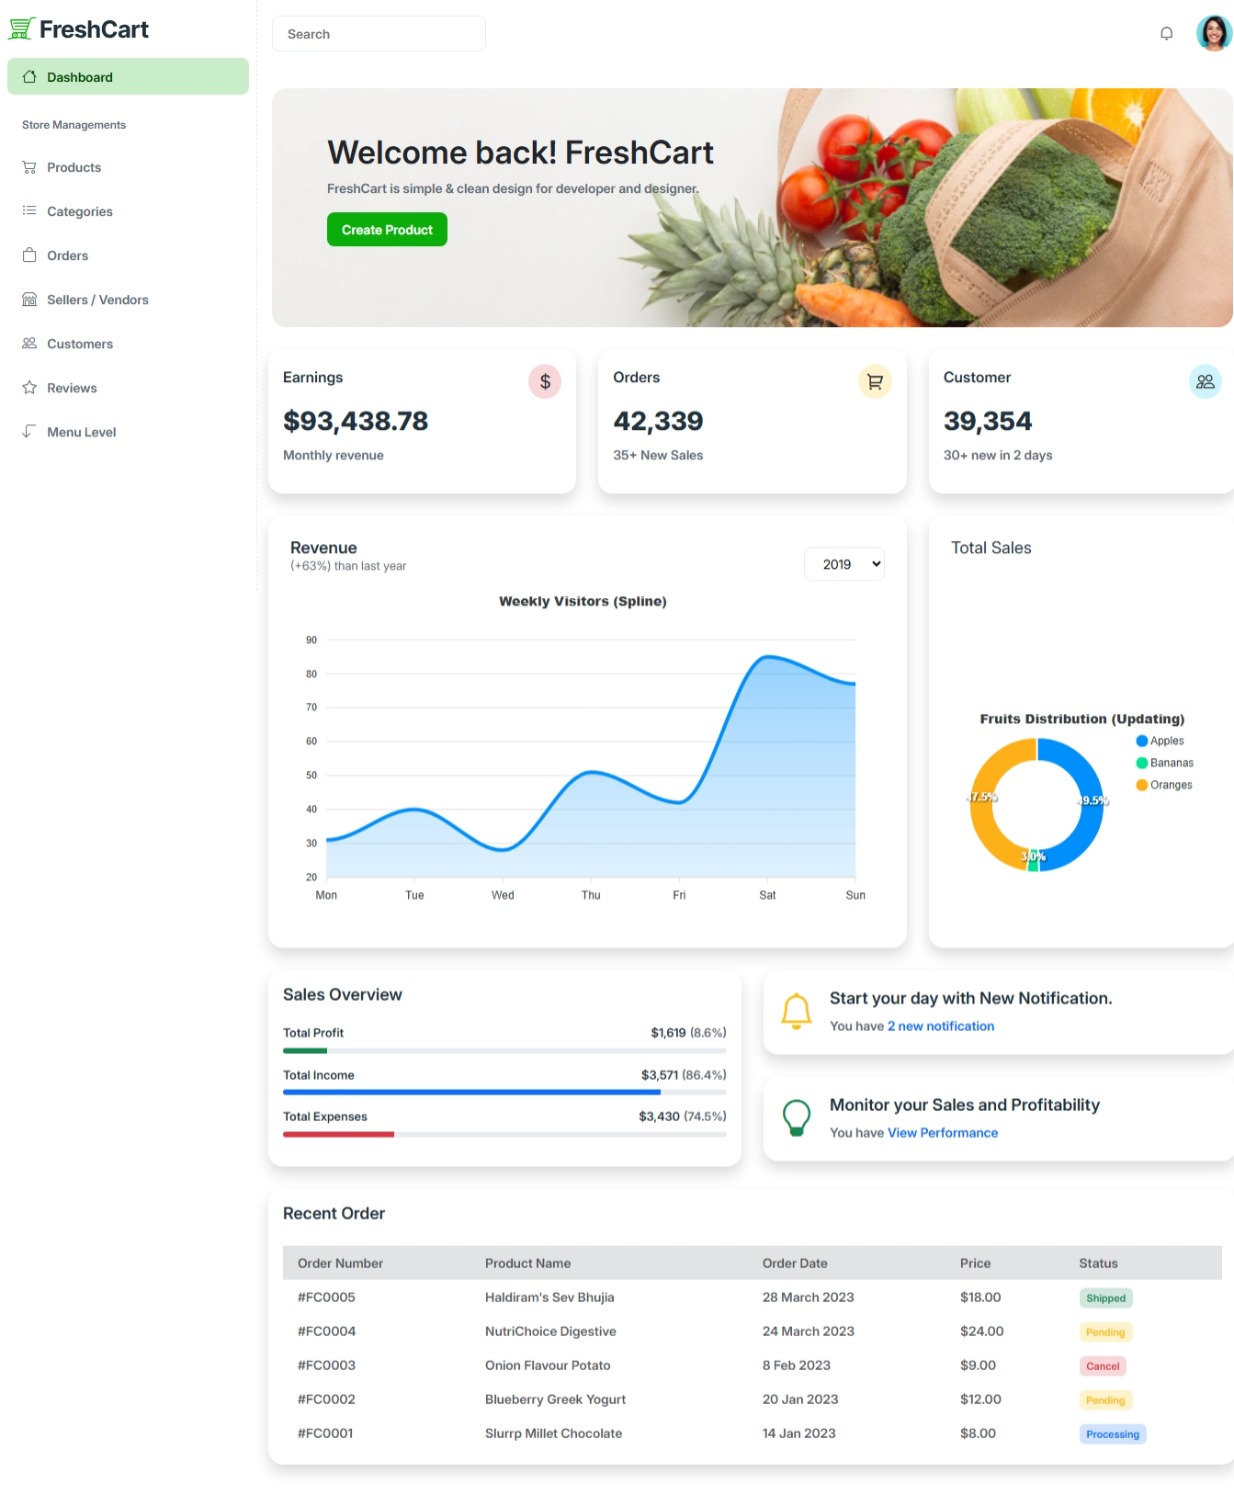 FreshCart
Search
Dashboard
Store Managements
Products
Categories
Orders
Sellers / Vendors
Customers
Reviews
Menu Level
Welcome back! FreshCart
FreshCart is simple & clean design for developer and designer.
Create Product
Earnings
$
$93,438.78
Monthly revenue
Orders
42,339
35+ New Sales
Customer
39,354
30+ new in 2 days
Revenue
(+63%) than last year
2019
Weekly Visitors (Spline)
90
80
70
60
50
40
30
20
Mon Tue Wed Thu Fri Sat Sun
Total Sales
Fruits Distribution (Updating)
Apples
Bananas
Oranges
3.0%
Sales Overview
Total Profit $1,619 (8.6%)
Total Income $3,571 (86.4%)
Total Expenses $3,430 (74.5%)
Start your day with New Notification.
You have 2 new notification
Monitor your Sales and Profitability
You have View Performance
Recent Order
Order Number Product Name Order Date Price Status
#FC0005 Haldiram's Sev Bhujia 28 March 2023 $18.00 Shipped
#FC0004 NutriChoice Digestive 24 March 2023 $24.00 Pending
#FC0003 Onion Flavour Potato 8 Feb 2023 $9.00 Cancel
#FC0002 Blueberry Greek Yogurt 20 Jan 2023 $12.00 Pending
#FC0001 Slurrp Millet Chocolate 14 Jan 2023 $8.00 Processing